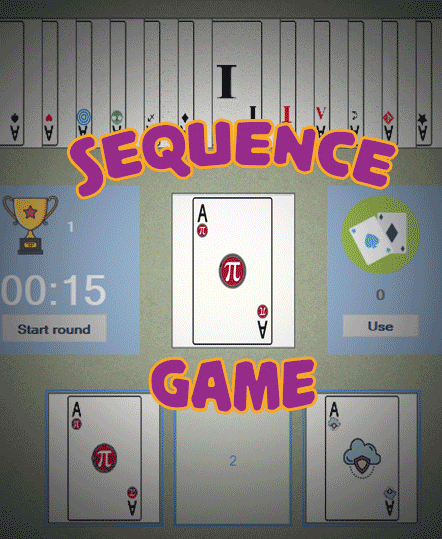 I
I I V
A A A A A A A A A A A A A
SEQUENCE
A
π
1
π
00:15
0
Start round
Use
π
A
GAME
A
π
A
π
2
π
A
A